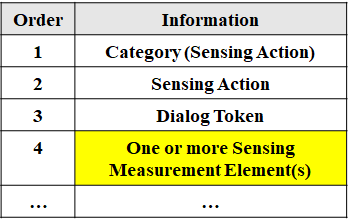 Order Information
1 Category (Sensing Action)
2 Sensing Action
3 Dialog Token
4 One or more Sensing
Measurement Element(s)
... ...